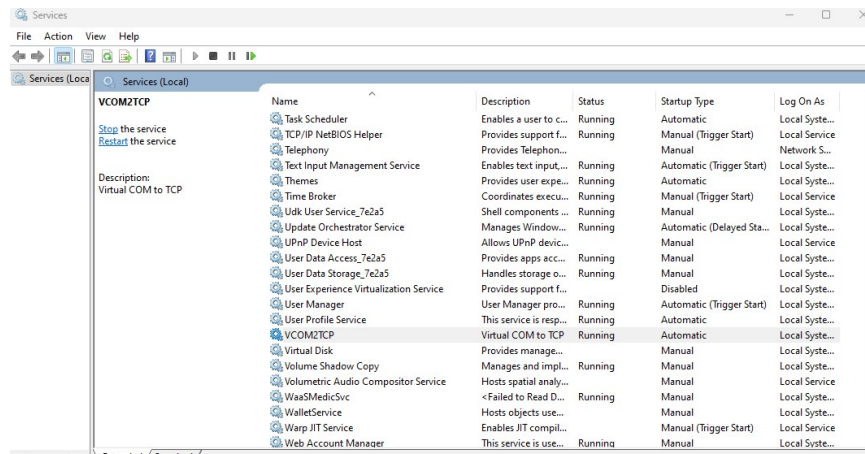 Services
File Action View Help
Services (Loca
Services (Local)
VCOM2TCP
Stop the service
Restart the service
Description:
Virtual COM to TCP
Name Description Status Startup Type Log On As
Task Scheduler Enables a user to c... Running Automatic Local Syste...
TCP/IP NetBIOS Helper Provides support f... Running Manual (Trigger Start) Local Service
Telephony Provides Telephon... Manual Network S...
Text Input Management Service Enables text input,... Running Automatic (Trigger Start) Local Syste...
Themes Provides user expe... Running Automatic Local Syste...
Time Broker Coordinates execu... Running Manual (Trigger Start) Local Service
Udk User Service_7e2a5 Shell components ... Running Manual Local Syste...
Update Orchestrator Service Manages Window... Running Automatic (Delayed Sta... Local Syste...
UPnP Device Host Allows UPnP devic... Manual Local Service
User Data Access_7e2a5 Provides apps acc... Running Manual Local Syste...
User Data Storage_7e2a5 Handles storage o... Running Manual Local Syste...
User Experience Virtualization Service Provides support f... Disabled Local Syste...
User Manager User Manager pro... Running Automatic (Trigger Start) Local Syste...
User Profile Service This service is resp... Running Automatic Local Syste...
VCOM2TCP Virtual COM to TCP Running Automatic Local Syste...
Virtual Disk Provides manage... Manual Local Syste...
Volume Shadow Copy Manages and impl... Running Manual Local Syste...
Volumetric Audio Compositor Service Hosts spatial analy... Manual Local Service
WaaSMedicSvc <Failed to Read D... Running Manual Local Syste...
WalletService Hosts objects use... Manual Local Syste...
Warp JIT Service Enables JIT compil... Manual (Trigger Start) Local Service
Web Account Manager This service is use... Running Manual Local Syste...